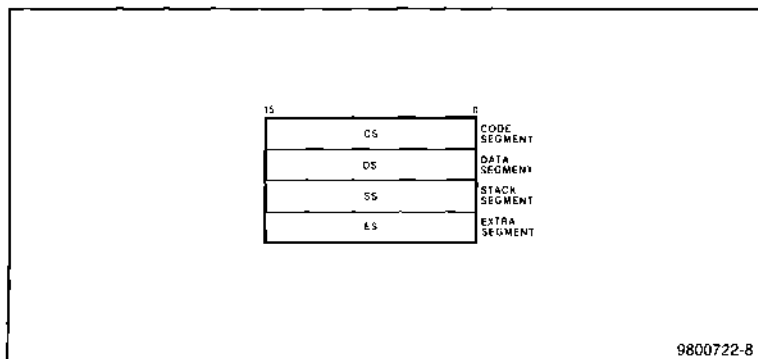 15 0
CS CODE
SEGMENT
DS DATA
SEGMENT
SS STACK
SEGMENT
ES EXTRA
SEGMENT
9800722-8